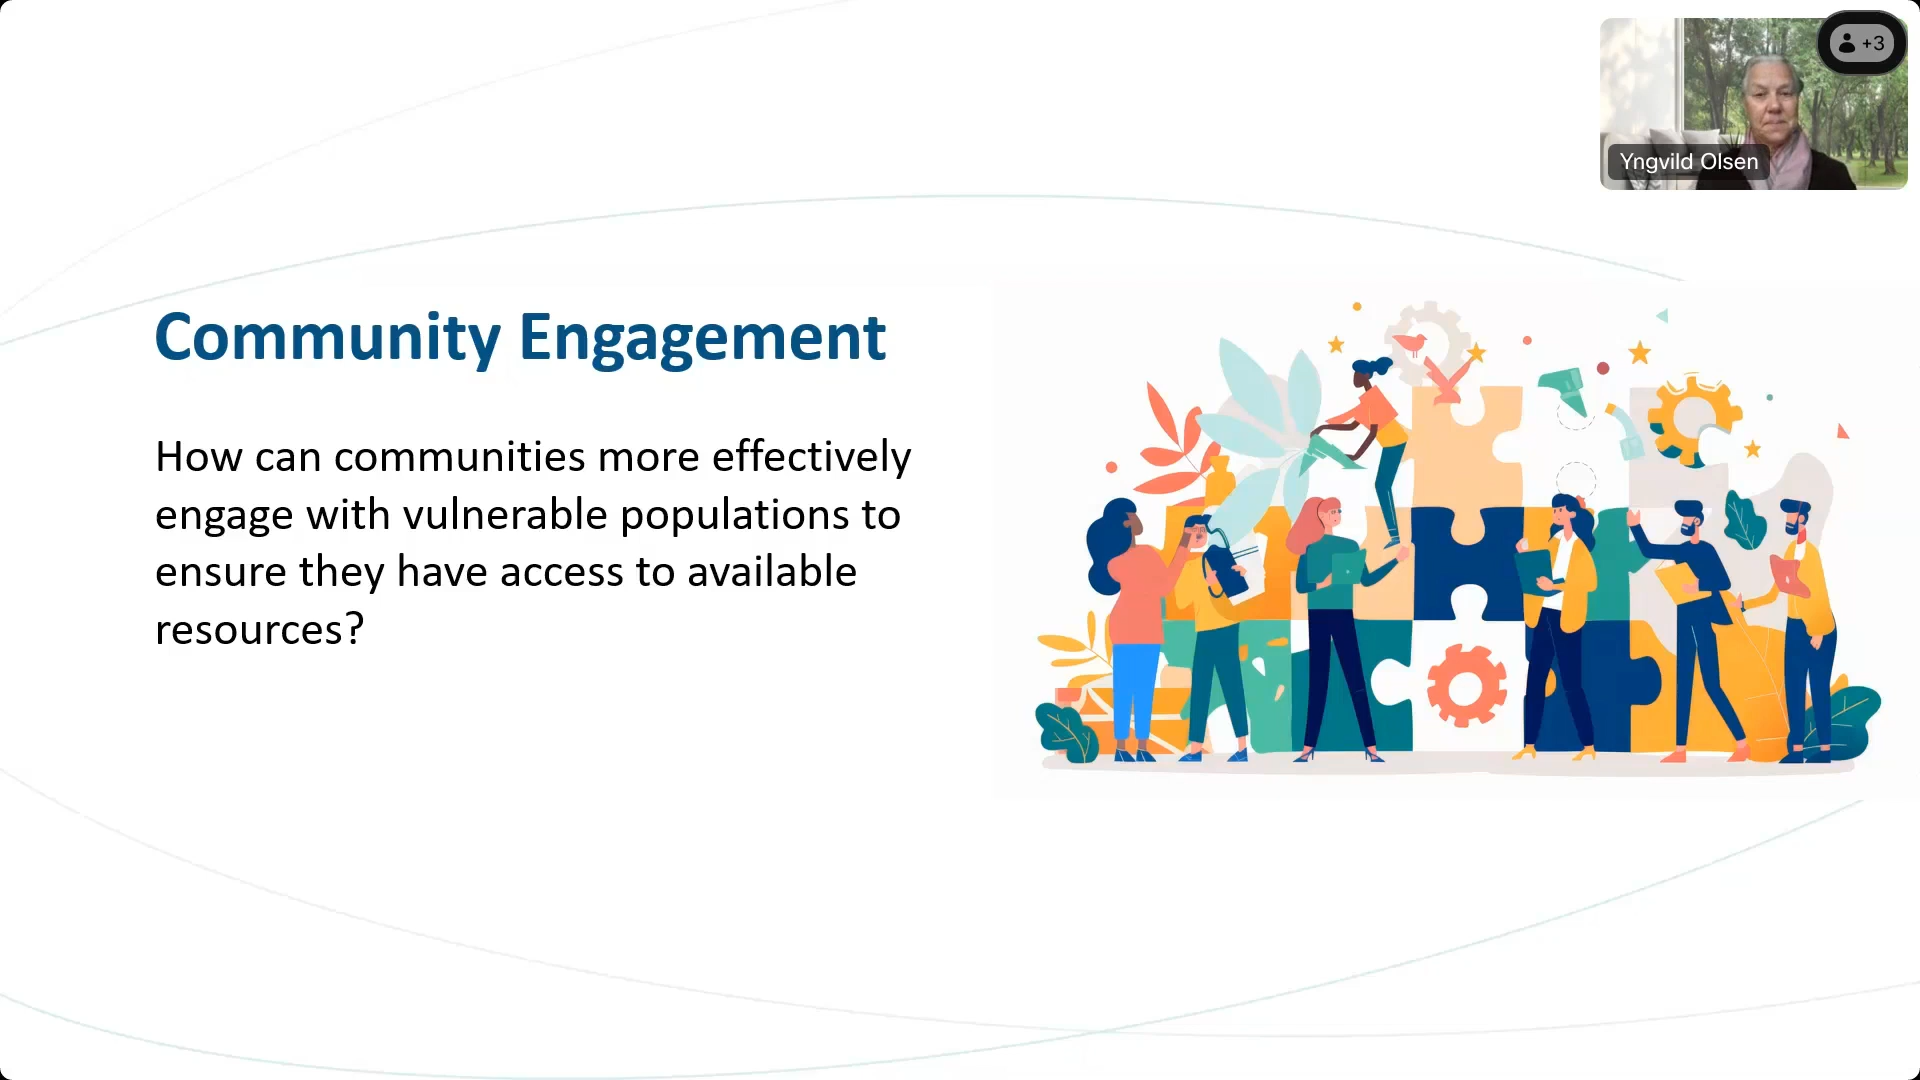 +3
Yngvild Olsen
Community Engagement
How can communities more effectively
engage with vulnerable populations to
ensure they have access to available
resources?